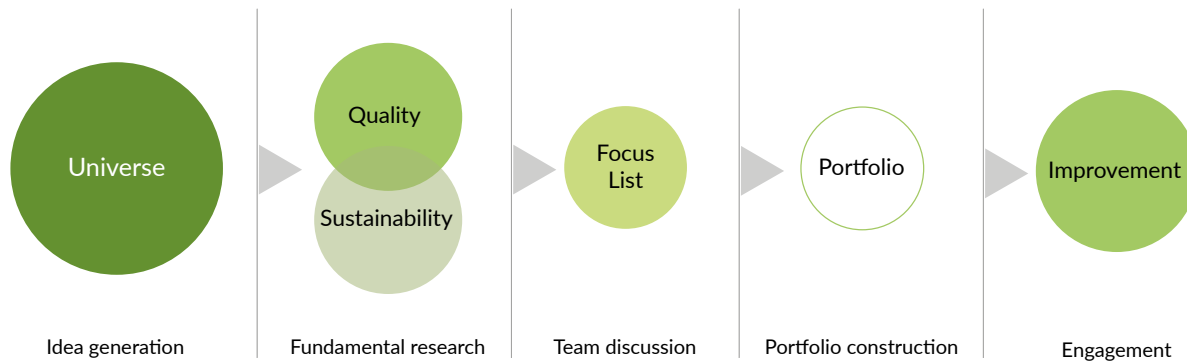 Universe
Quality
Sustainability
Focus
List
Portfolio
Improvement
Idea generation
Fundamental research
Team discussion
Portfolio construction
Engagement